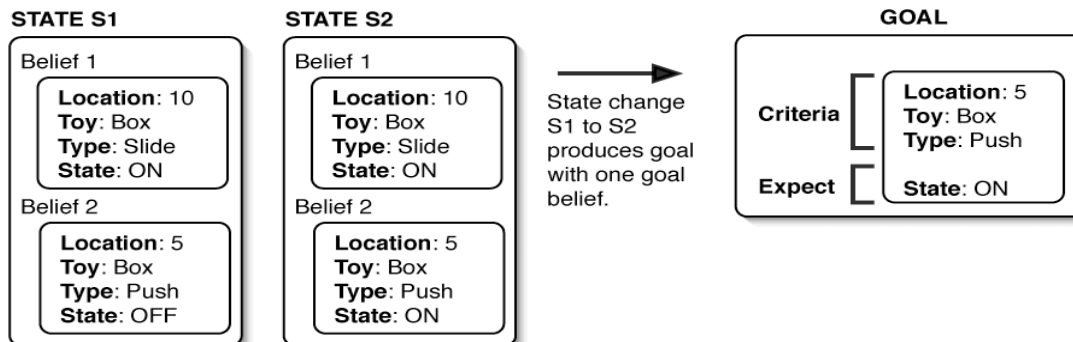 STATE S1
Belief 1
Location: 10
Toy: Box
Type: Slide
State: ON
Belief 2
Location: 5
Toy: Box
Type: Push
State: OFF
STATE S2
Belief 1
Location: 10
Toy: Box
Type: Slide
State: ON
Belief 2
Location: 5
Toy: Box
Type: Push
State: ON
State change
S1 to S2
produces goal
with one goal
belief.
GOAL
Criteria
Location: 5
Toy: Box
Type: Push
Expect
State: ON